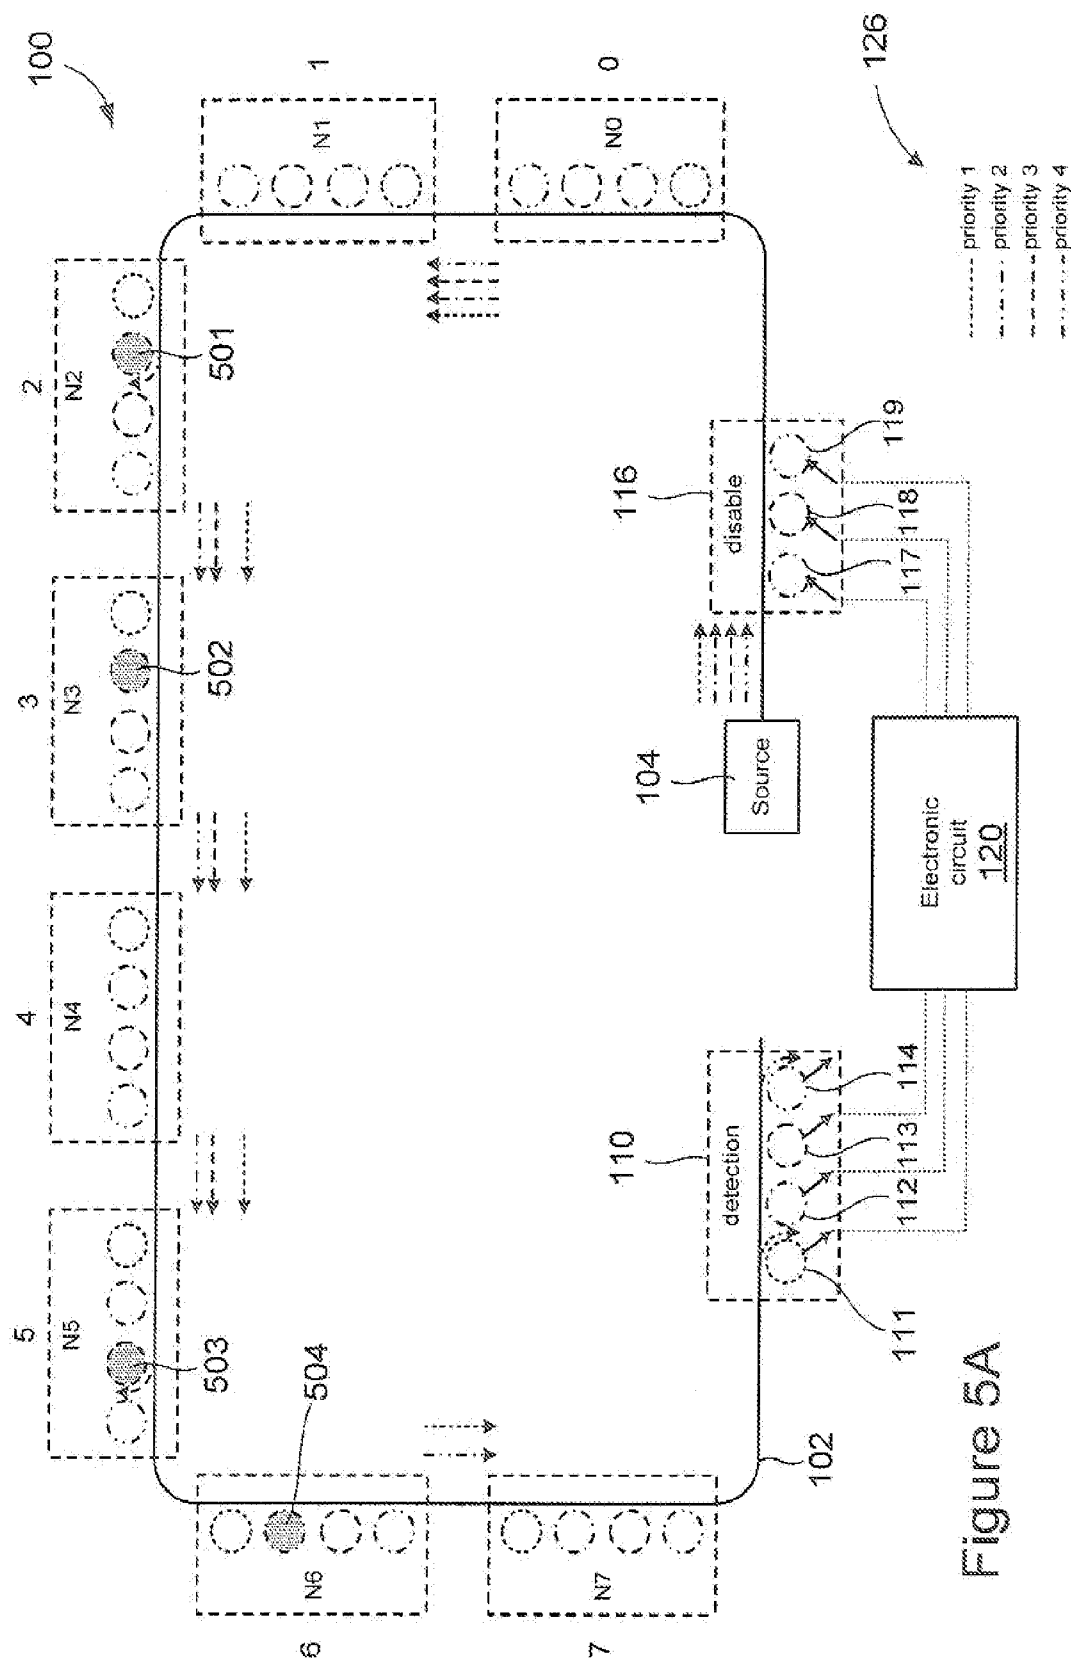 100
5
4
3
2
N5
N4
N3
N2
503
502
501
6
N6
504
1
N1
7
N7
0
N0
110
detection
104
Source
116
disable
102
111
112
113
114
117
118
119
Electronic
circuit
120
126
priority 1
priority 2
priority 3
priority 4
Figure 5A